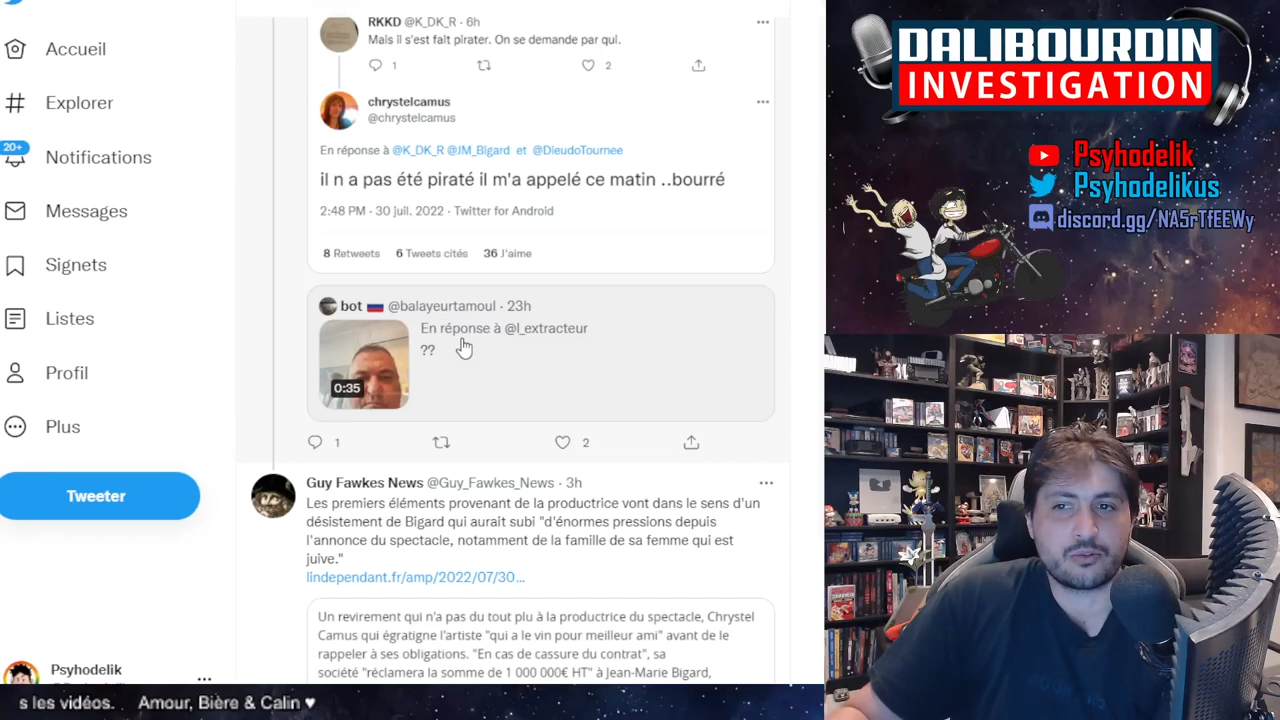 Accueil
Explorer
20+
Notifications
Messages
Signets
Listes
Profil
Plus
Tweeter
Psyhodelik
RKKD @K_DK_R · 6h
Mais il s'est fait pirater. On se demande par qui.
1
2
chrystelcamus
@chrystelcamus
En réponse à @K_DK_R @JM_Bigard et @DieudoTournee
il n a pas été piraté il m'a appelé ce matin ..bourré
2:48 PM · 30 juil. 2022 · Twitter for Android
8 Retweets 6 Tweets cités 36 J'aime
bot @balayeurtamoul · 23h
En réponse à @l_extracteur
??
0:35
1
2
Guy Fawkes News @Guy_Fawkes_News · 3h
Les premiers éléments provenant de la productrice vont dans le sens d'un
désistement de Bigard qui aurait subi "d'énormes pressions depuis
l'annonce du spectacle, notamment de la famille de sa femme qui est
juive."
lindependant.fr/amp/2022/07/30...
Un revirement qui n'a pas du tout plu à la productrice du spectacle, Chrystel
Camus qui égratigne l'artiste "qui a le vin pour meilleur ami" avant de le
rappeler à ses obligations. "En cas de cassure du contrat", sa
société "réclamera la somme de 1 000 000€ HT" à Jean-Marie Bigard,
s les vidéos. Amour, Bière & Calin ♥
DALIBOURDIN
INVESTIGATION
Psyhodelik
Psyhodelikus
discord.gg/NA5rTfEEWy